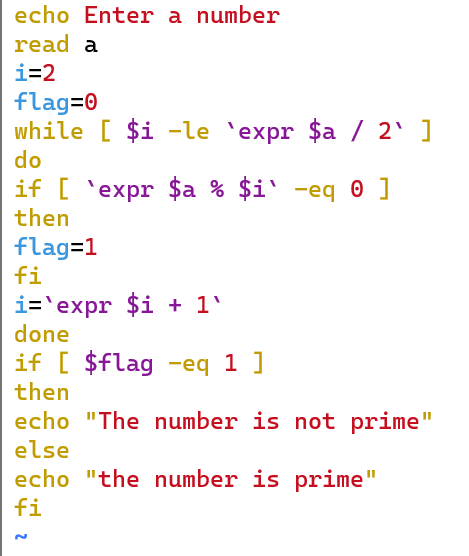 echo Enter a number
read a
i=2
flag=0
while [ $i -le `expr $a / 2` ]
do
if [ `expr $a % $i` -eq 0 ]
then
flag=1
fi
i=`expr $i + 1`
done
if [ $flag -eq 1 ]
then
echo "The number is not prime"
else
echo "the number is prime"
fi
~